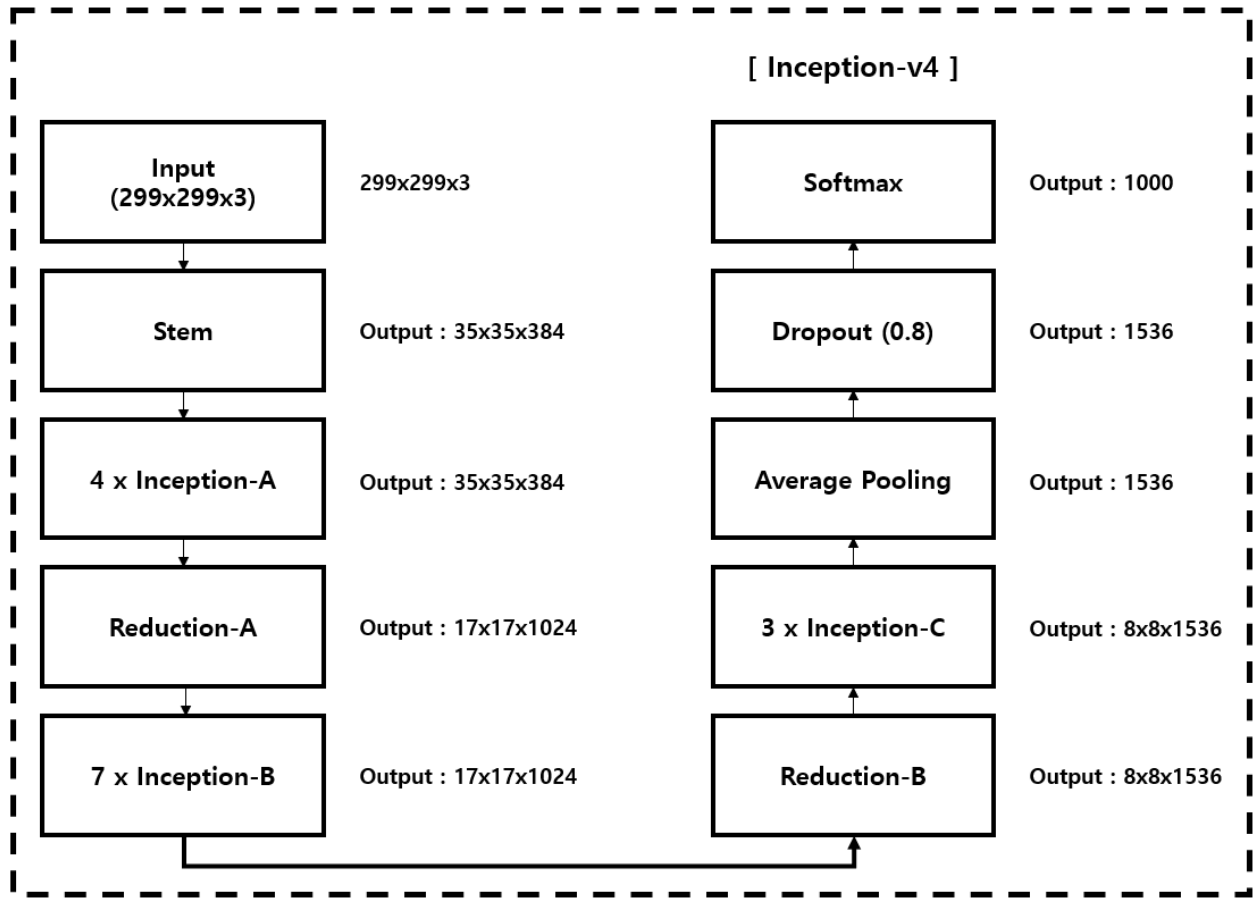 [ Inception-v4 ]
Input
(299x299x3)
299x299x3
Stem
Output : 35x35x384
4 x Inception-A
Output : 35x35x384
Reduction-A
Output : 17x17x1024
7 x Inception-B
Output : 17x17x1024
Softmax
Output : 1000
Dropout (0.8)
Output : 1536
Average Pooling
Output : 1536
3 x Inception-C
Output : 8x8x1536
Reduction-B
Output : 8x8x1536